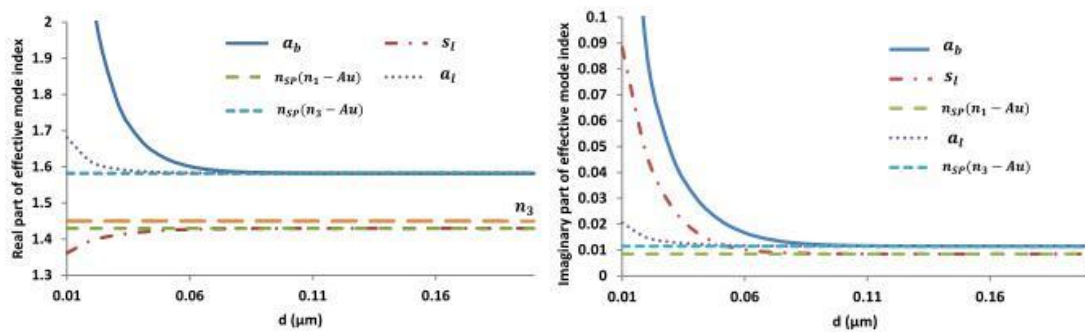 Real part of effective mode index
2
1.9
1.8
1.7
1.6
1.5
1.4
1.3
a_b
s_l
n_SP(n_1 − Au)
a_l
n_SP(n_3 − Au)
n_3
0.01 0.06 0.11 0.16
d (μm)
Imaginary part of effective mode index
0.1
0.09
0.08
0.07
0.06
0.05
0.04
0.03
0.02
0.01
0
a_b
s_l
n_SP(n_1 − Au)
a_l
n_SP(n_3 − Au)
0.01 0.06 0.11 0.16
d (μm)